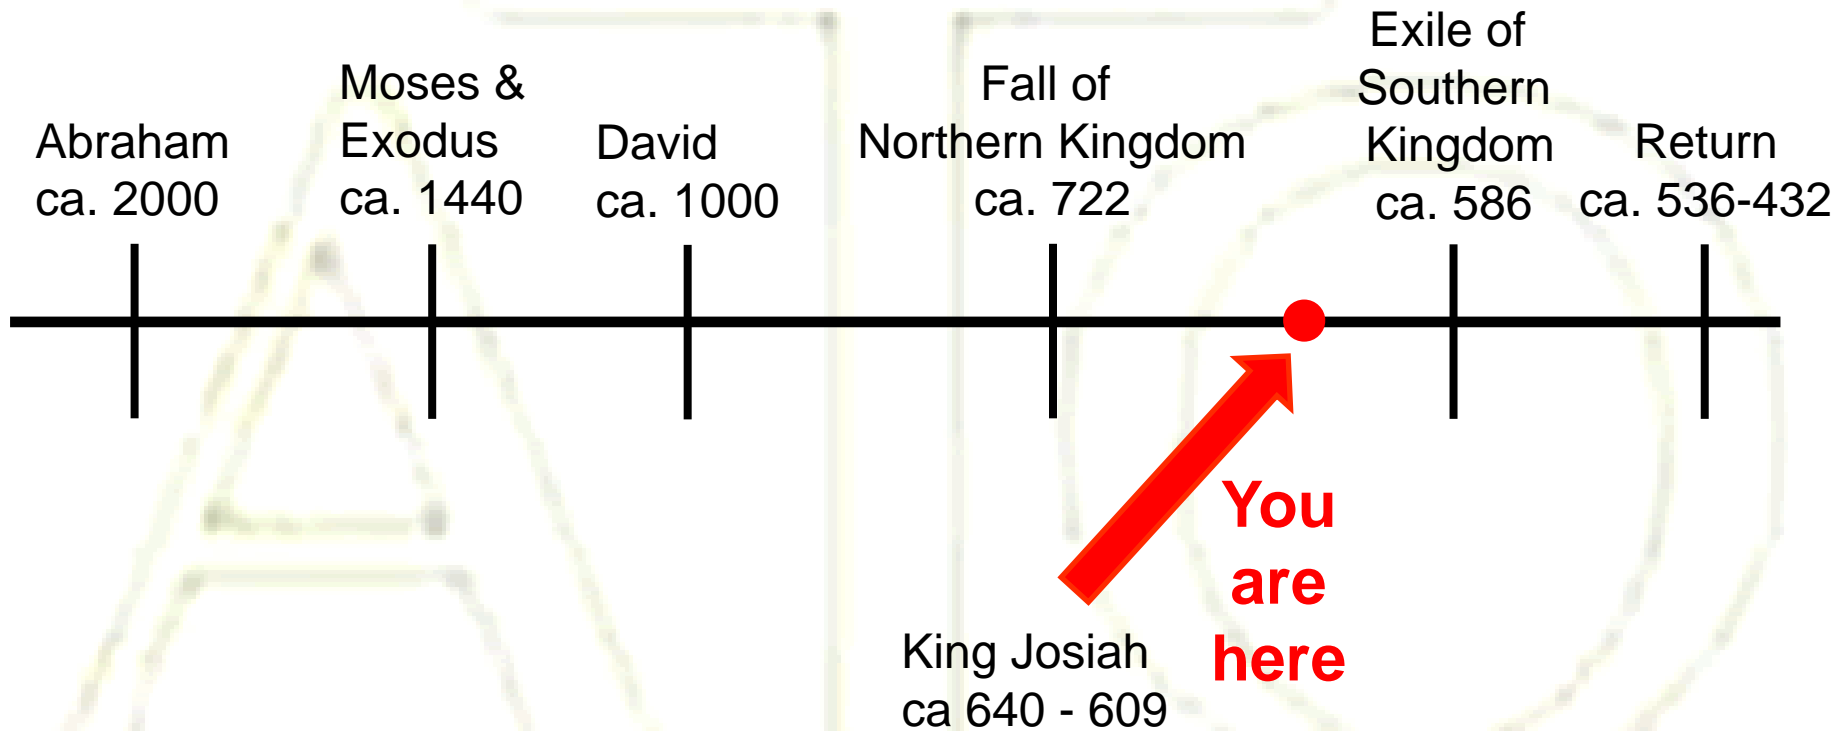 Abraham
ca. 2000
Moses &
Exodus
ca. 1440
David
ca. 1000
Fall of
Northern Kingdom
ca. 722
Exile of
Southern
Kingdom
ca. 586
Return
ca. 536-432
You
are
here
King Josiah
ca 640 - 609